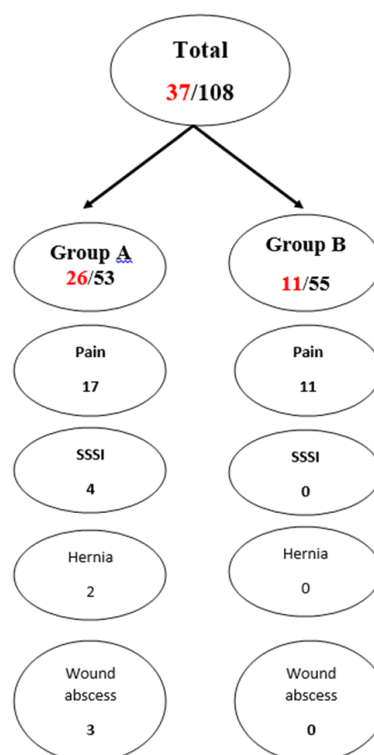 Total
37/108
Group A
26/53
Group B
11/55
Pain
17
Pain
11
SSSI
4
SSSI
0
Hernia
2
Hernia
0
Wound
abscess
3
Wound
abscess
0